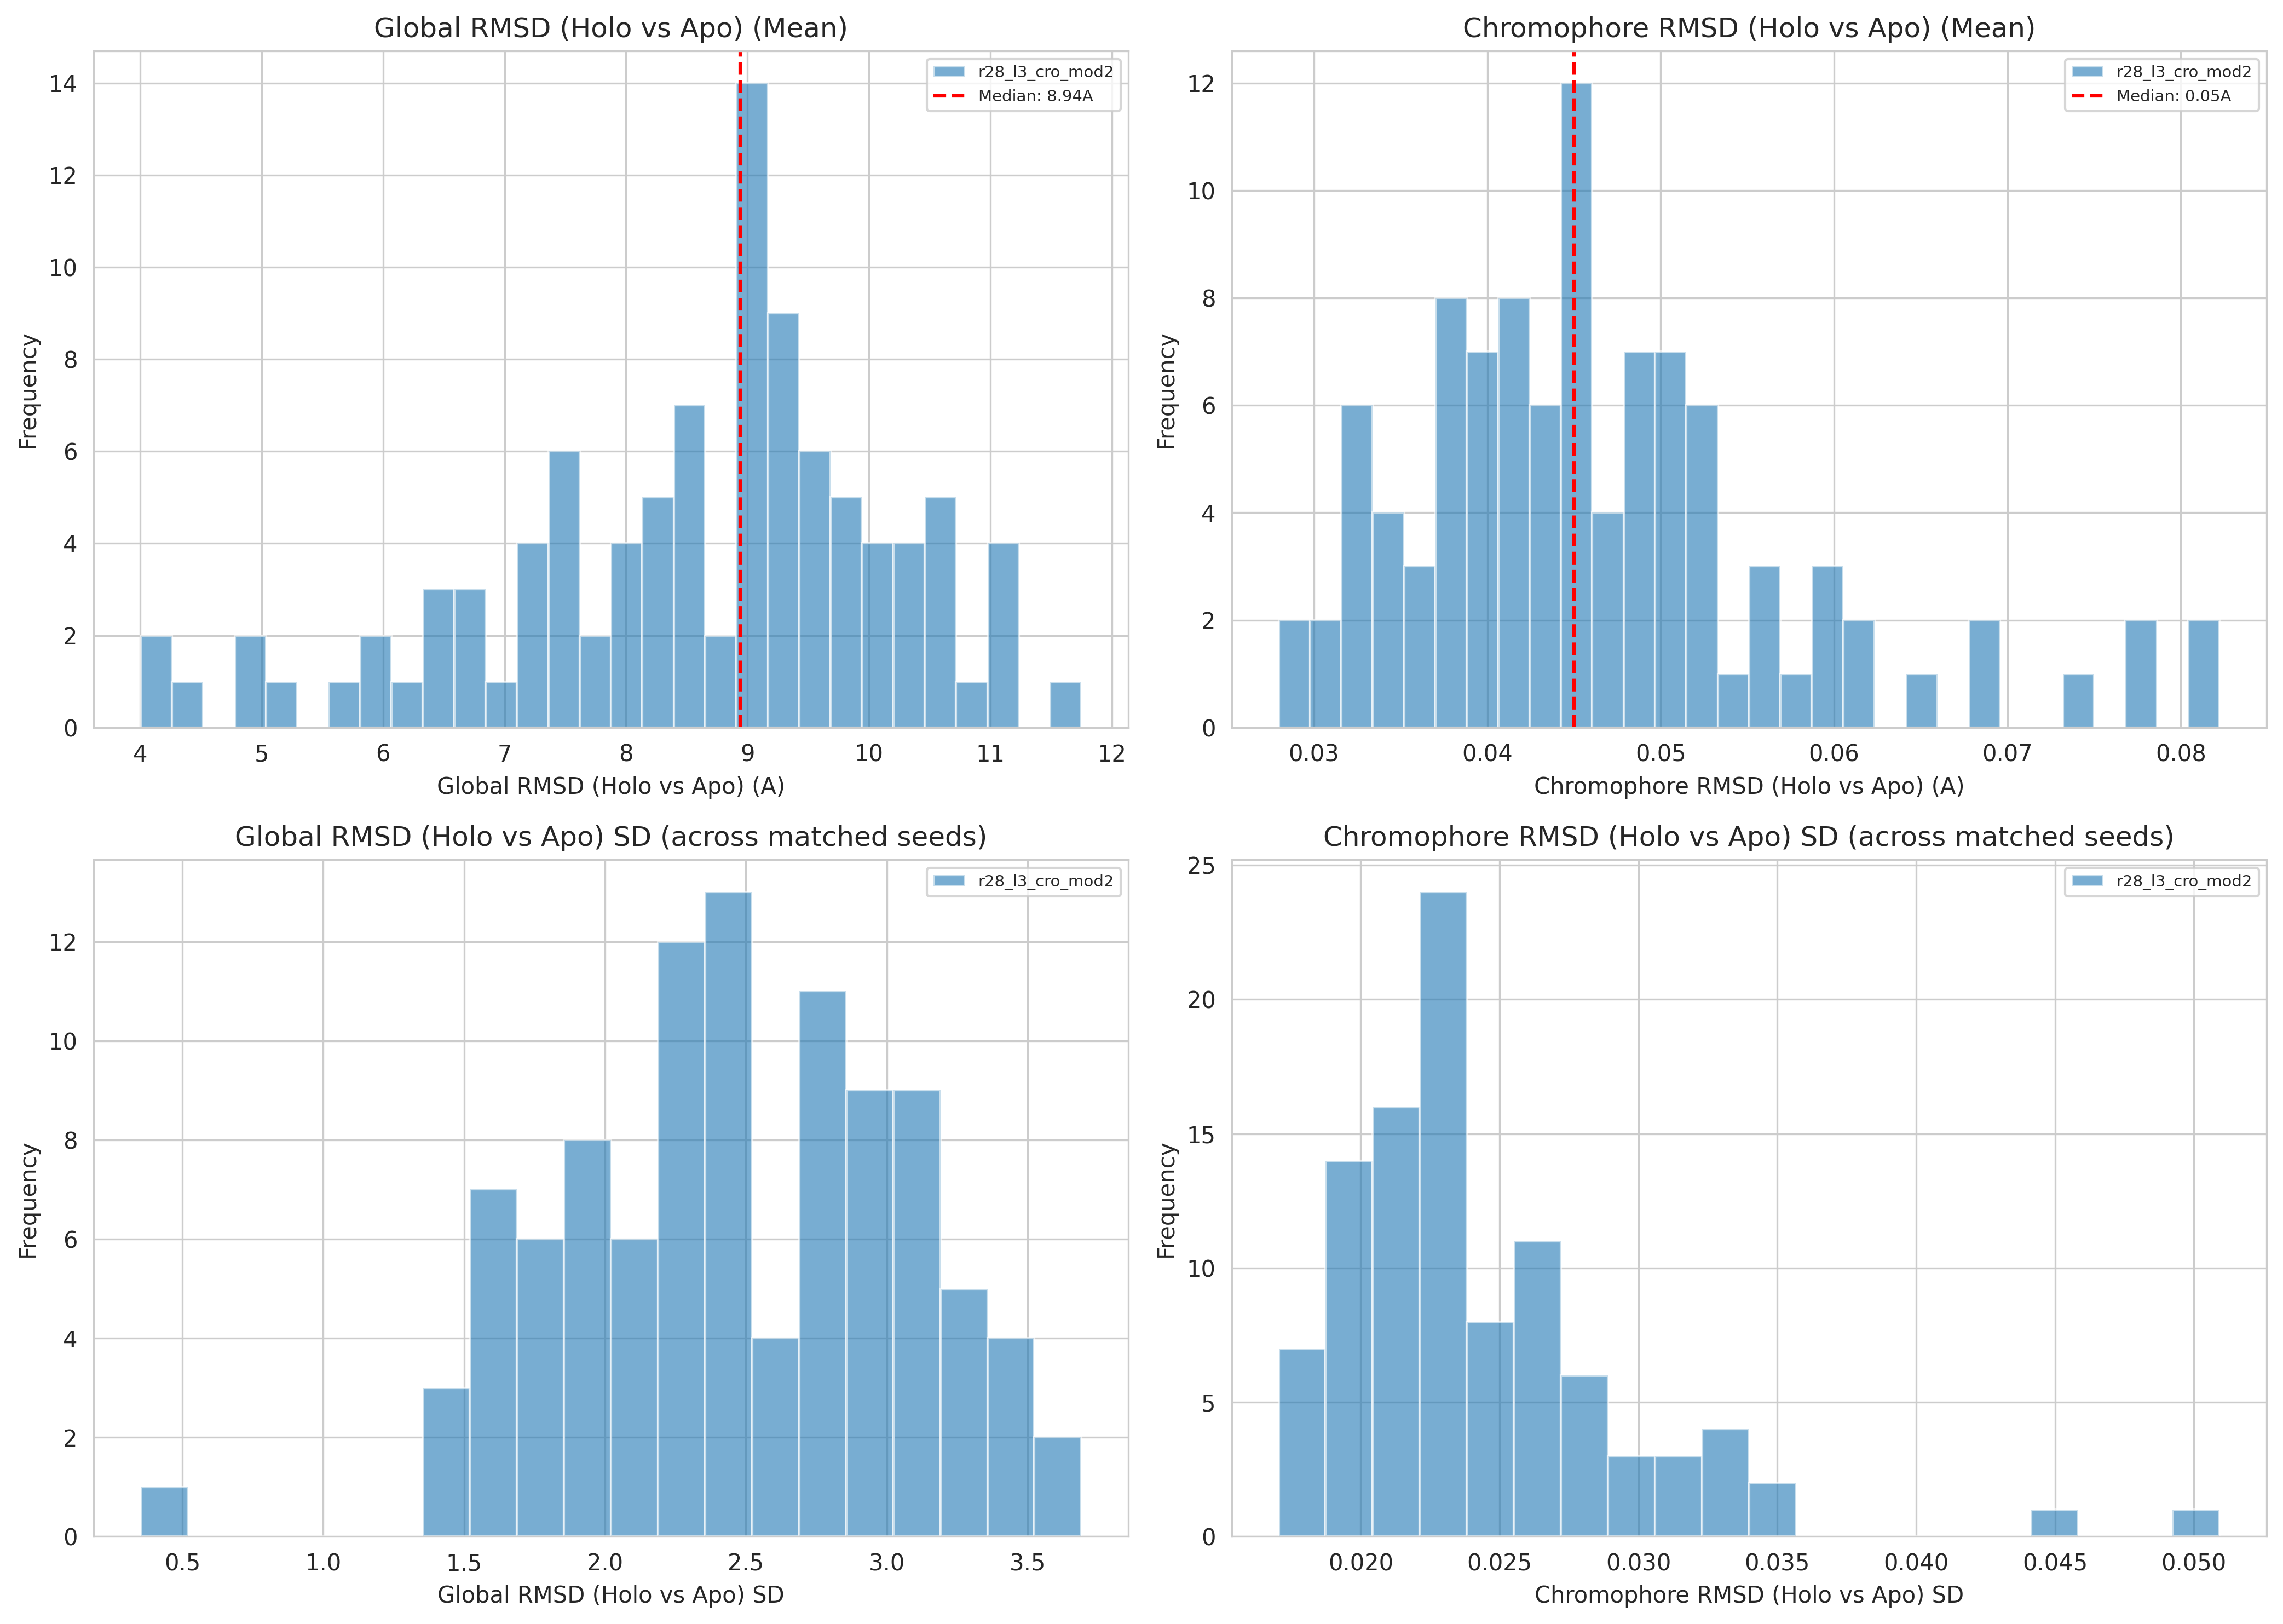 Global RMSD (Holo vs Apo) (Mean)
r28_l3_cro_mod2
Median: 8.94A
Frequency
14
12
10
8
6
4
2
0
4 5 6 7 8 9 10 11 12
Global RMSD (Holo vs Apo) (A)
Chromophore RMSD (Holo vs Apo) (Mean)
r28_l3_cro_mod2
Median: 0.05A
Frequency
12
10
8
6
4
2
0
0.03 0.04 0.05 0.06 0.07 0.08
Chromophore RMSD (Holo vs Apo) (A)
Global RMSD (Holo vs Apo) SD (across matched seeds)
r28_l3_cro_mod2
Frequency
12
10
8
6
4
2
0
0.5 1.0 1.5 2.0 2.5 3.0 3.5
Global RMSD (Holo vs Apo) SD
Chromophore RMSD (Holo vs Apo) SD (across matched seeds)
r28_l3_cro_mod2
Frequency
25
20
15
10
5
0
0.020 0.025 0.030 0.035 0.040 0.045 0.050
Chromophore RMSD (Holo vs Apo) SD